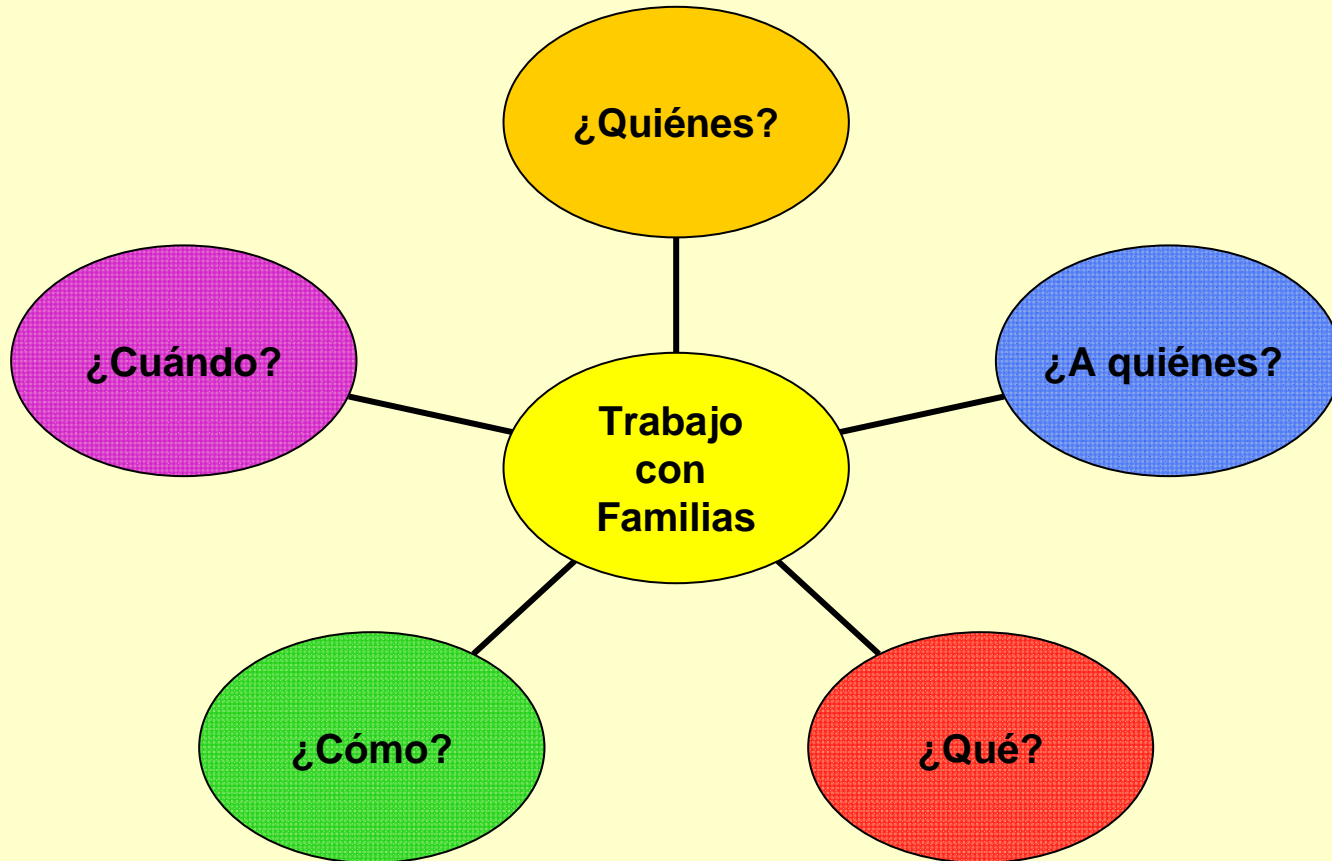 ¿Quiénes?
¿Cuándo?
¿A quiénes?
Trabajo
con
Familias
¿Cómo?
¿Qué?